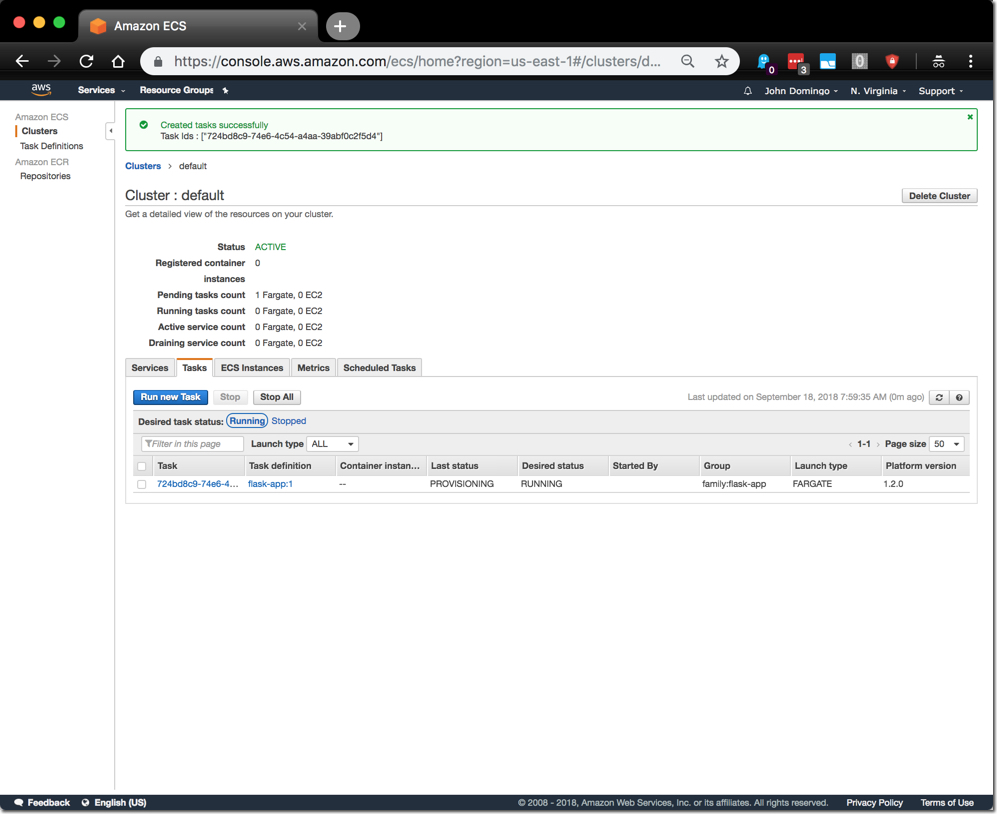 Amazon ECS
https://console.aws.amazon.com/ecs/home?region=us-east-1#/clusters/d...
0
3
0
aws
Services
Resource Groups
John Domingo
N. Virginia
Support
Amazon ECS
Clusters
Task Definitions
Amazon ECR
Repositories
Created tasks successfully
Task Ids : ["724bd8c9-74e6-4c54-a4aa-39abf0c2f5d4"]
Clusters > default
Cluster : default
Delete Cluster
Get a detailed view of the resources on your cluster.
Status ACTIVE
Registered container 0
instances
Pending tasks count 1 Fargate, 0 EC2
Running tasks count 0 Fargate, 0 EC2
Active service count 0 Fargate, 0 EC2
Draining service count 0 Fargate, 0 EC2
Services Tasks ECS Instances Metrics Scheduled Tasks
Run new Task Stop Stop All
Last updated on September 18, 2018 7:59:35 AM (0m ago)
Desired task status: Running Stopped
Filter in this page Launch type ALL
1-1 Page size 50
Task Task definition Container instan... Last status Desired status Started By Group Launch type Platform version
724bd8c9-74e6-4... flask-app:1 -- PROVISIONING RUNNING family:flask-app FARGATE 1.2.0
Feedback English (US)
© 2008 - 2018, Amazon Web Services, Inc. or its affiliates. All rights reserved. Privacy Policy Terms of Use